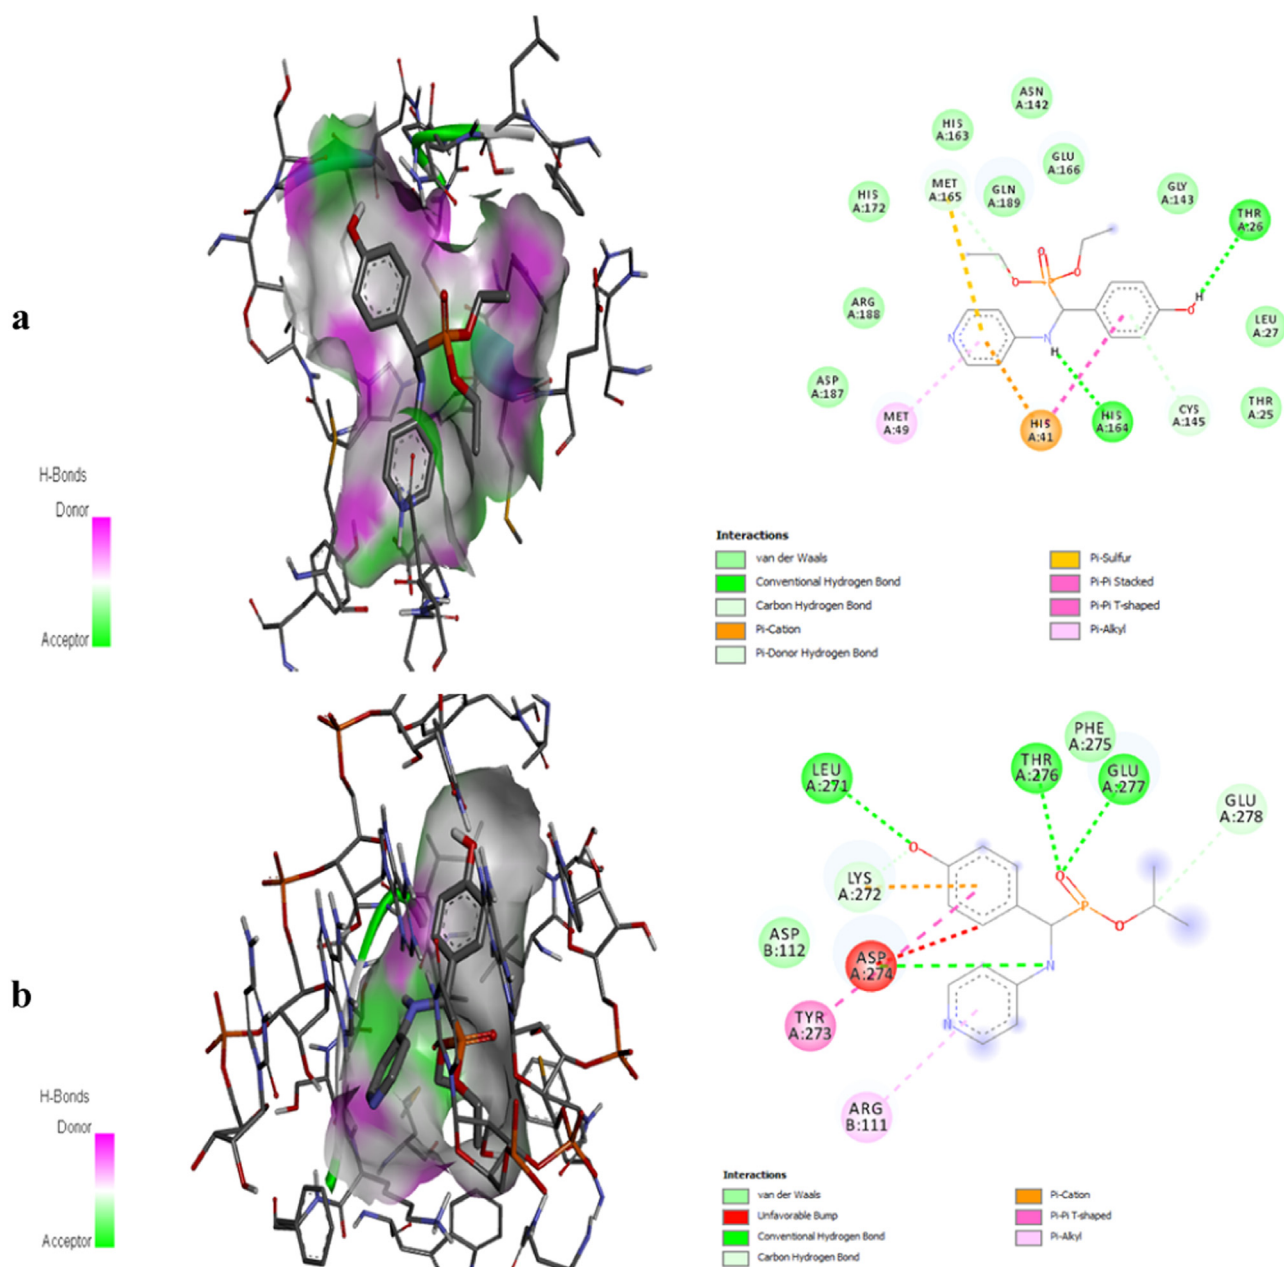 a
H-Bonds
Donor
Acceptor
ASN
A:142
HIS
A:163
GLU
A:166
MET
A:165
GLN
A:189
HIS
A:172
GLY
A:143
THR
A:26
O
O
P
O
O
H
ARG
A:188
LEU
A:27
N
N
H
ASP
A:187
MET
A:49
HIS
A:41
HIS
A:164
CYS
A:145
THR
A:25
Interactions
van der Waals
Conventional Hydrogen Bond
Carbon Hydrogen Bond
Pi-Cation
Pi-Donor Hydrogen Bond
Pi-Sulfur
Pi-Pi Stacked
Pi-Pi T-shaped
Pi-Alkyl
b
H-Bonds
Donor
Acceptor
PHE
A:275
LEU
A:271
THR
A:276
GLU
A:277
GLU
A:278
O
LYS
A:272
O
P
O
ASP
B:112
ASP
A:274
N
TYR
A:273
N
ARG
B:111
Interactions
van der Waals
Unfavorable Bump
Conventional Hydrogen Bond
Carbon Hydrogen Bond
Pi-Cation
Pi-Pi T-shaped
Pi-Alkyl